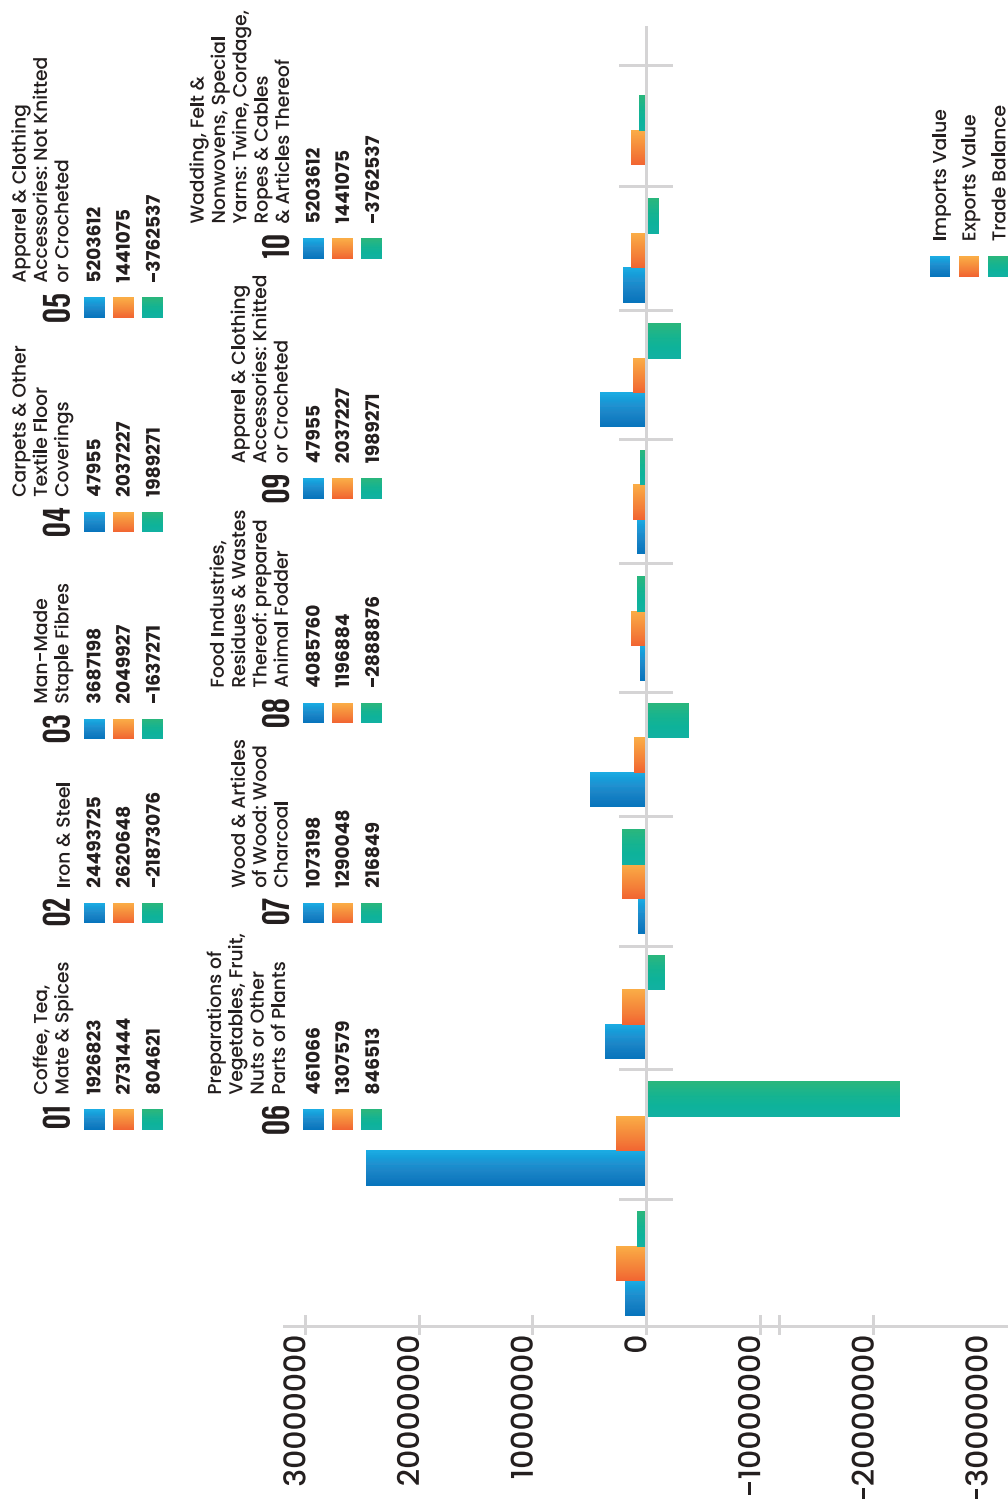 01
Coffee, Tea,
Mate & Spices
1926823
2731444
804621
02
Iron & Steel
24493725
2620648
-21873076
03
Man-Made
Staple Fibres
3687198
2049927
-1637271
04
Carpets & Other
Textile Floor
Coverings
47955
2037227
1989271
05
Apparel & Clothing
Accessories: Not Knitted
or Crocheted
5203612
1441075
-3762537
06
Preparations of
Vegetables, Fruit,
Nuts or Other
Parts of Plants
461066
1307579
846513
07
Wood & Articles
of Wood: Wood
Charcoal
1073198
1290048
216849
08
Food Industries,
Residues & Wastes
Thereof: prepared
Animal Fodder
4085760
1196884
-2888876
09
Apparel & Clothing
Accessories: Knitted
or Crocheted
47955
2037227
1989271
10
Wadding, Felt &
Nonwovens, Special
Yarns: Twine, Cordage,
Ropes & Cables
& Articles Thereof
5203612
1441075
-3762537
30000000
20000000
10000000
0
-10000000
-20000000
-30000000
Imports Value
Exports Value
Trade Balance